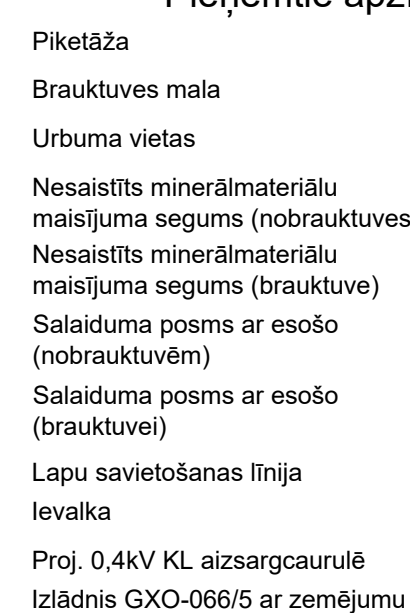 Piketāža
Brauktuves mala
Urbuma vietas
Nesaistīts minerālmateriālu
maisījuma segums (nobrauktuves
Nesaistīts minerālmateriālu
maisījuma segums (brauktuve)
Salaiduma posms ar esošo
(nobrauktuvēm)
Salaiduma posms ar esošo
(brauktuvei)
Lapu savietošanas līnija
Ievalka
Proj. 0,4kV KL aizsargcaurulē
Izlādnis GXO-066/5 ar zemējumu